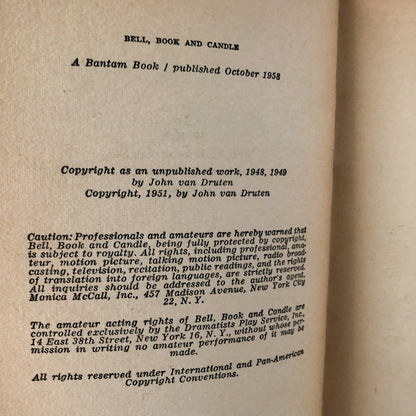 BELL, BOOK AND CANDLE
A Bantam Book / published October 1958
Copyright as an unpublished work, 1948, 1949
by John van Druten
Copyright, 1951, by John van Druten
Caution: Professionals and amateurs are hereby warned that
Bell, Book and Candle, being fully protected by copyright,
is subject to royalty. All rights, including professional, ama-
teur, motion picture, talking motion picture, radio broad-
casting, television, recitation, public readings, and the rights
of translation into foreign languages, are strictly reserved.
All inquiries should be addressed to the author's agent,
Monica McCall, Inc., 457 Madison Avenue, New York City
22, N. Y.
The amateur acting rights of Bell, Book and Candle are
controlled exclusively by the Dramatists Play Service, Inc.,
14 East 38th Street, New York 16, N. Y., without whose per-
mission in writing no amateur performance of it may be
made.
All rights reserved under International and Pan-American
Copyright Conventions.